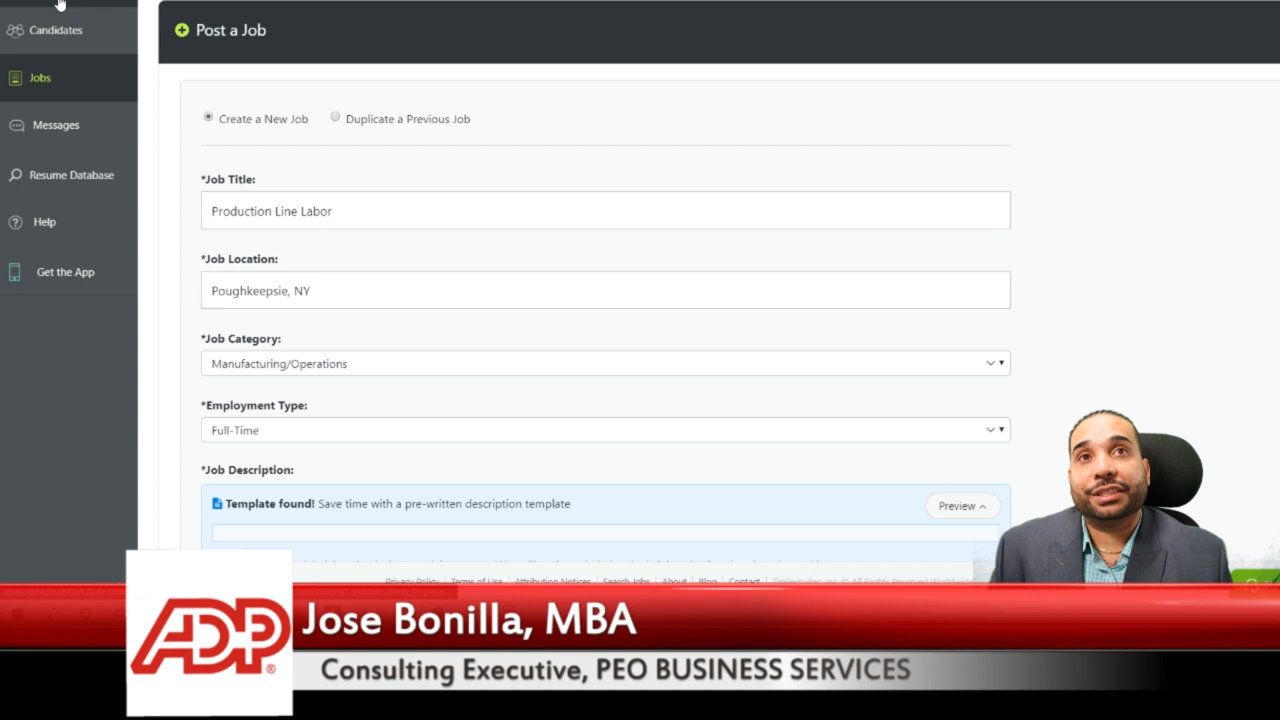 Candidates
Jobs
Messages
Resume Database
Help
Get the App
Post a Job
Create a New Job
Duplicate a Previous Job
*Job Title:
Production Line Labor
*Job Location:
Poughkeepsie, NY
*Job Category:
Manufacturing/Operations
*Employment Type:
Full-Time
*Job Description:
Template found! Save time with a pre-written description template
Preview
Privacy Policy Terms of Use Attribution Notices Search Jobs About Blog Contact
ADP®
Jose Bonilla, MBA
Consulting Executive, PEO BUSINESS SERVICES